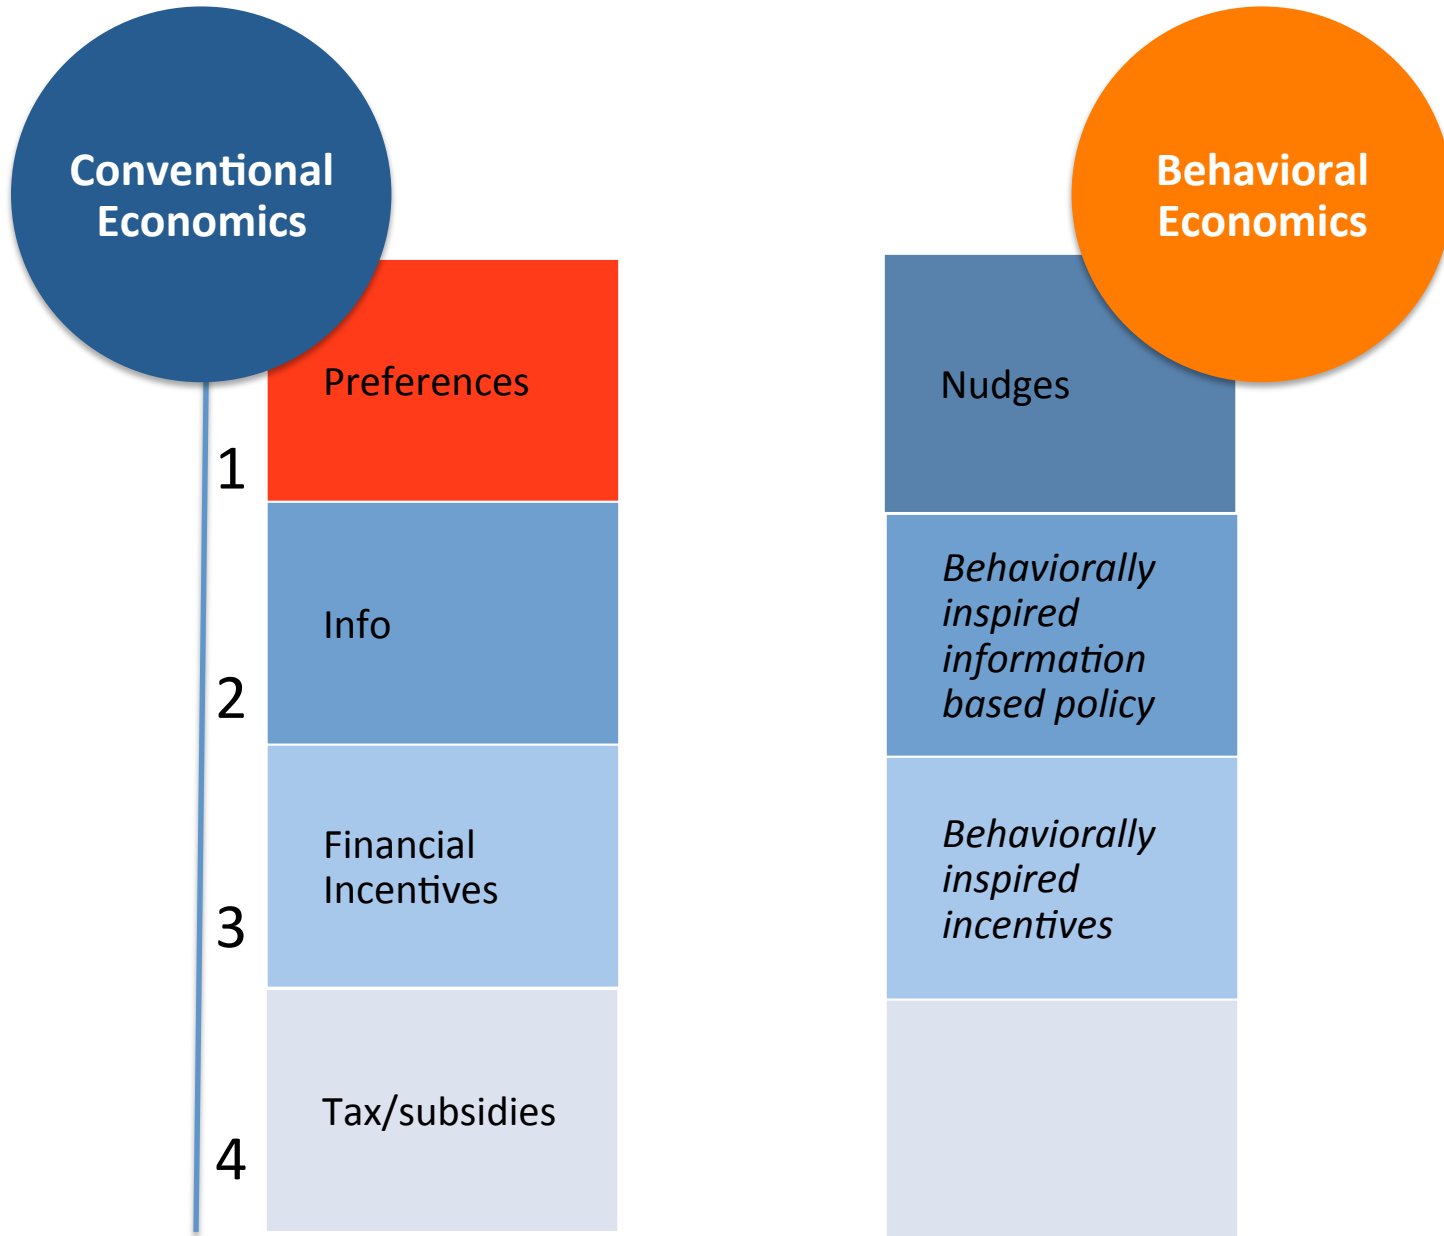 Conventional
Economics
Behavioral
Economics
1
Preferences
Nudges
2
Info
Behaviorally
inspired
information
based policy
3
Financial
Incentives
Behaviorally
inspired
incentives
4
Tax/subsidies